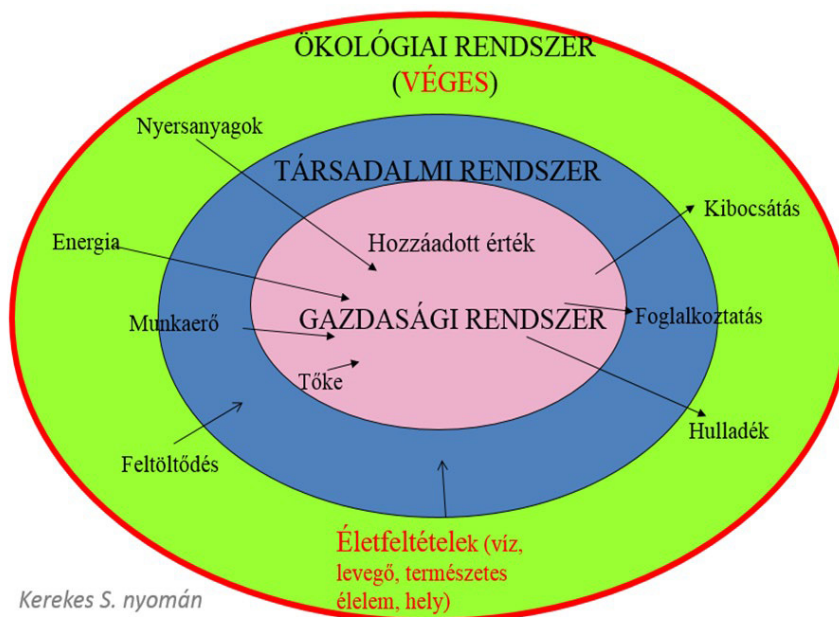 ÖKOLÓGIAI RENDSZER
(VÉGES)
Nyersanyagok
TÁRSADALMI RENDSZER
Kibocsátás
Hozzáadott érték
Energia
Munkaerő
GAZDASÁGI RENDSZER
Foglalkoztatás
Tőke
Hulladék
Feltöltődés
Életfeltételek (víz,
levegő, természetes
élelem, hely)
Kerekes S. nyomán